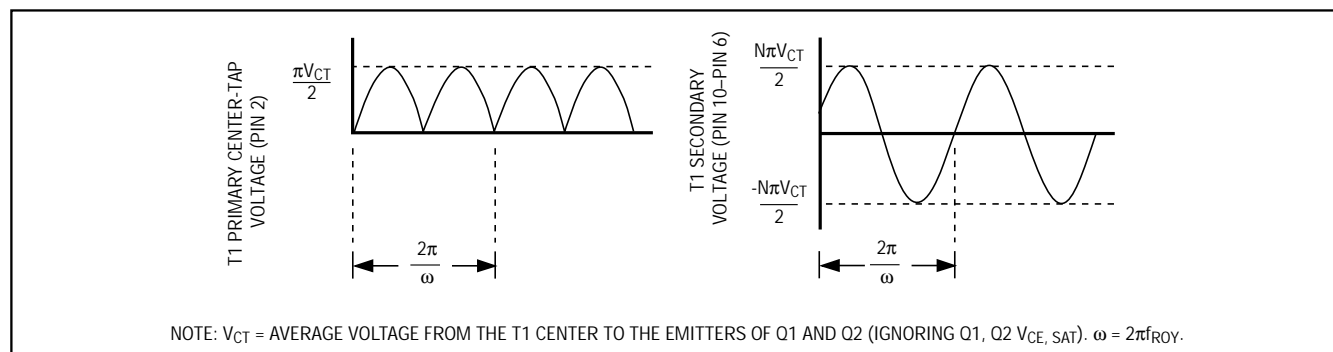 T1 PRIMARY CENTER-TAP
VOLTAGE (PIN 2)
πV_CT
2
2π
ω
T1 SECONDARY
VOLTAGE (PIN 10–PIN 6)
NπV_CT
2
-NπV_CT
2
2π
ω
NOTE: V_CT = AVERAGE VOLTAGE FROM THE T1 CENTER TO THE EMITTERS OF Q1 AND Q2 (IGNORING Q1, Q2 V_CE, SAT). ω = 2πf_ROY.